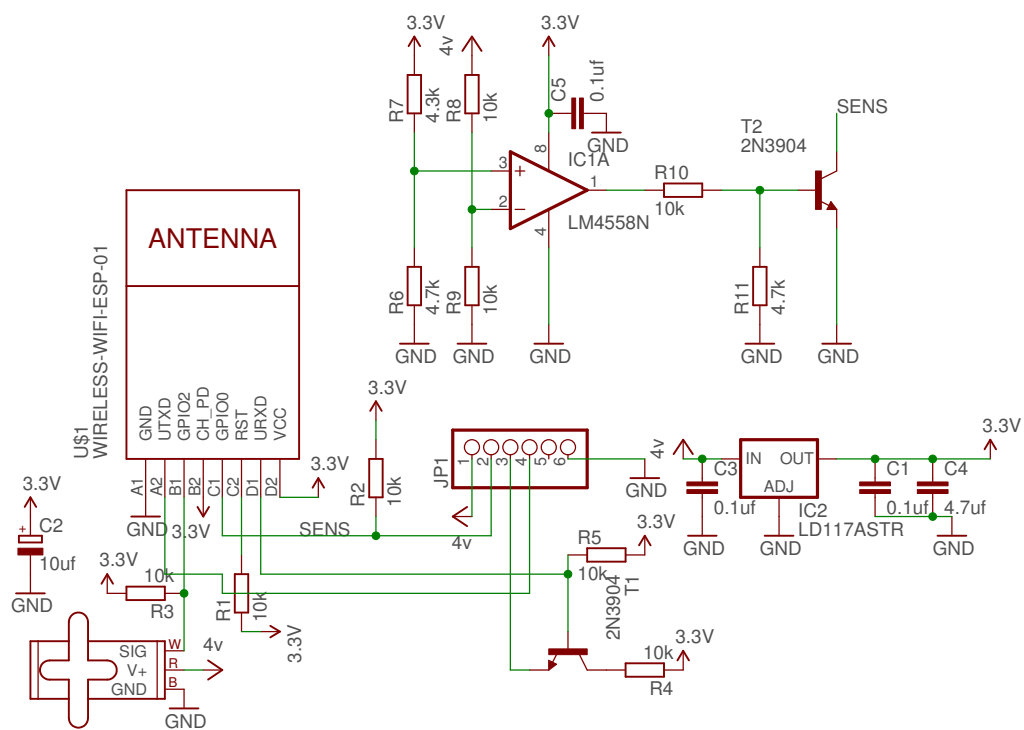 3.3V
4v
3.3V
R7
4.3k
R8
10k
C5
0.1uf
GND
SENS
T2
2N3904
8
IC1A
3
+
2
−
1
4
LM4558N
R10
10k
R6
4.7k
R9
10k
R11
4.7k
GND
GND
GND
GND
GND
ANTENNA
U$1
WIRELESS-WIFI-ESP-01
GND
UTXD
GPIO2
CH_PD
GPIO0
RST
URXD
VCC
A1
A2
B1
B2
C1
C2
D1
D2
3.3V
3.3V
R2
10k
JP1
1
2
3
4
5
6
4v
GND
4v
C3
0.1uf
GND
IN
OUT
ADJ
IC2
LD117ASTR
GND
C1
0.1uf
C4
4.7uf
GND
3.3V
3.3V
+
C2
10uf
GND
GND
3.3V
SENS
3.3V
10k
R3
R1
10k
3.3V
R5
10k
3.3V
T1
2N3904
10k
R4
3.3V
SIG
V+
GND
W
R
B
4v
GND